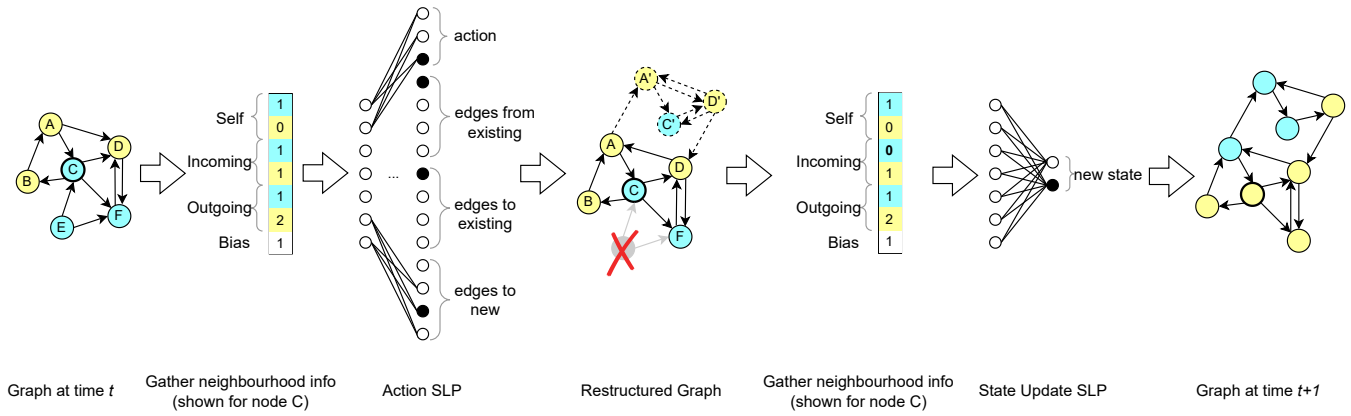 A
B
C
D
E
F
Self
Incoming
Outgoing
Bias
1
0
1
1
1
2
1
...
action
edges from
existing
edges to
existing
edges to
new
A'
D'
C'
A
D
C
B
F
Self
Incoming
Outgoing
Bias
1
0
0
1
1
2
1
new state
Graph at time t
Gather neighbourhood info
(shown for node C)
Action SLP
Restructured Graph
Gather neighbourhood info
(shown for node C)
State Update SLP
Graph at time t+1